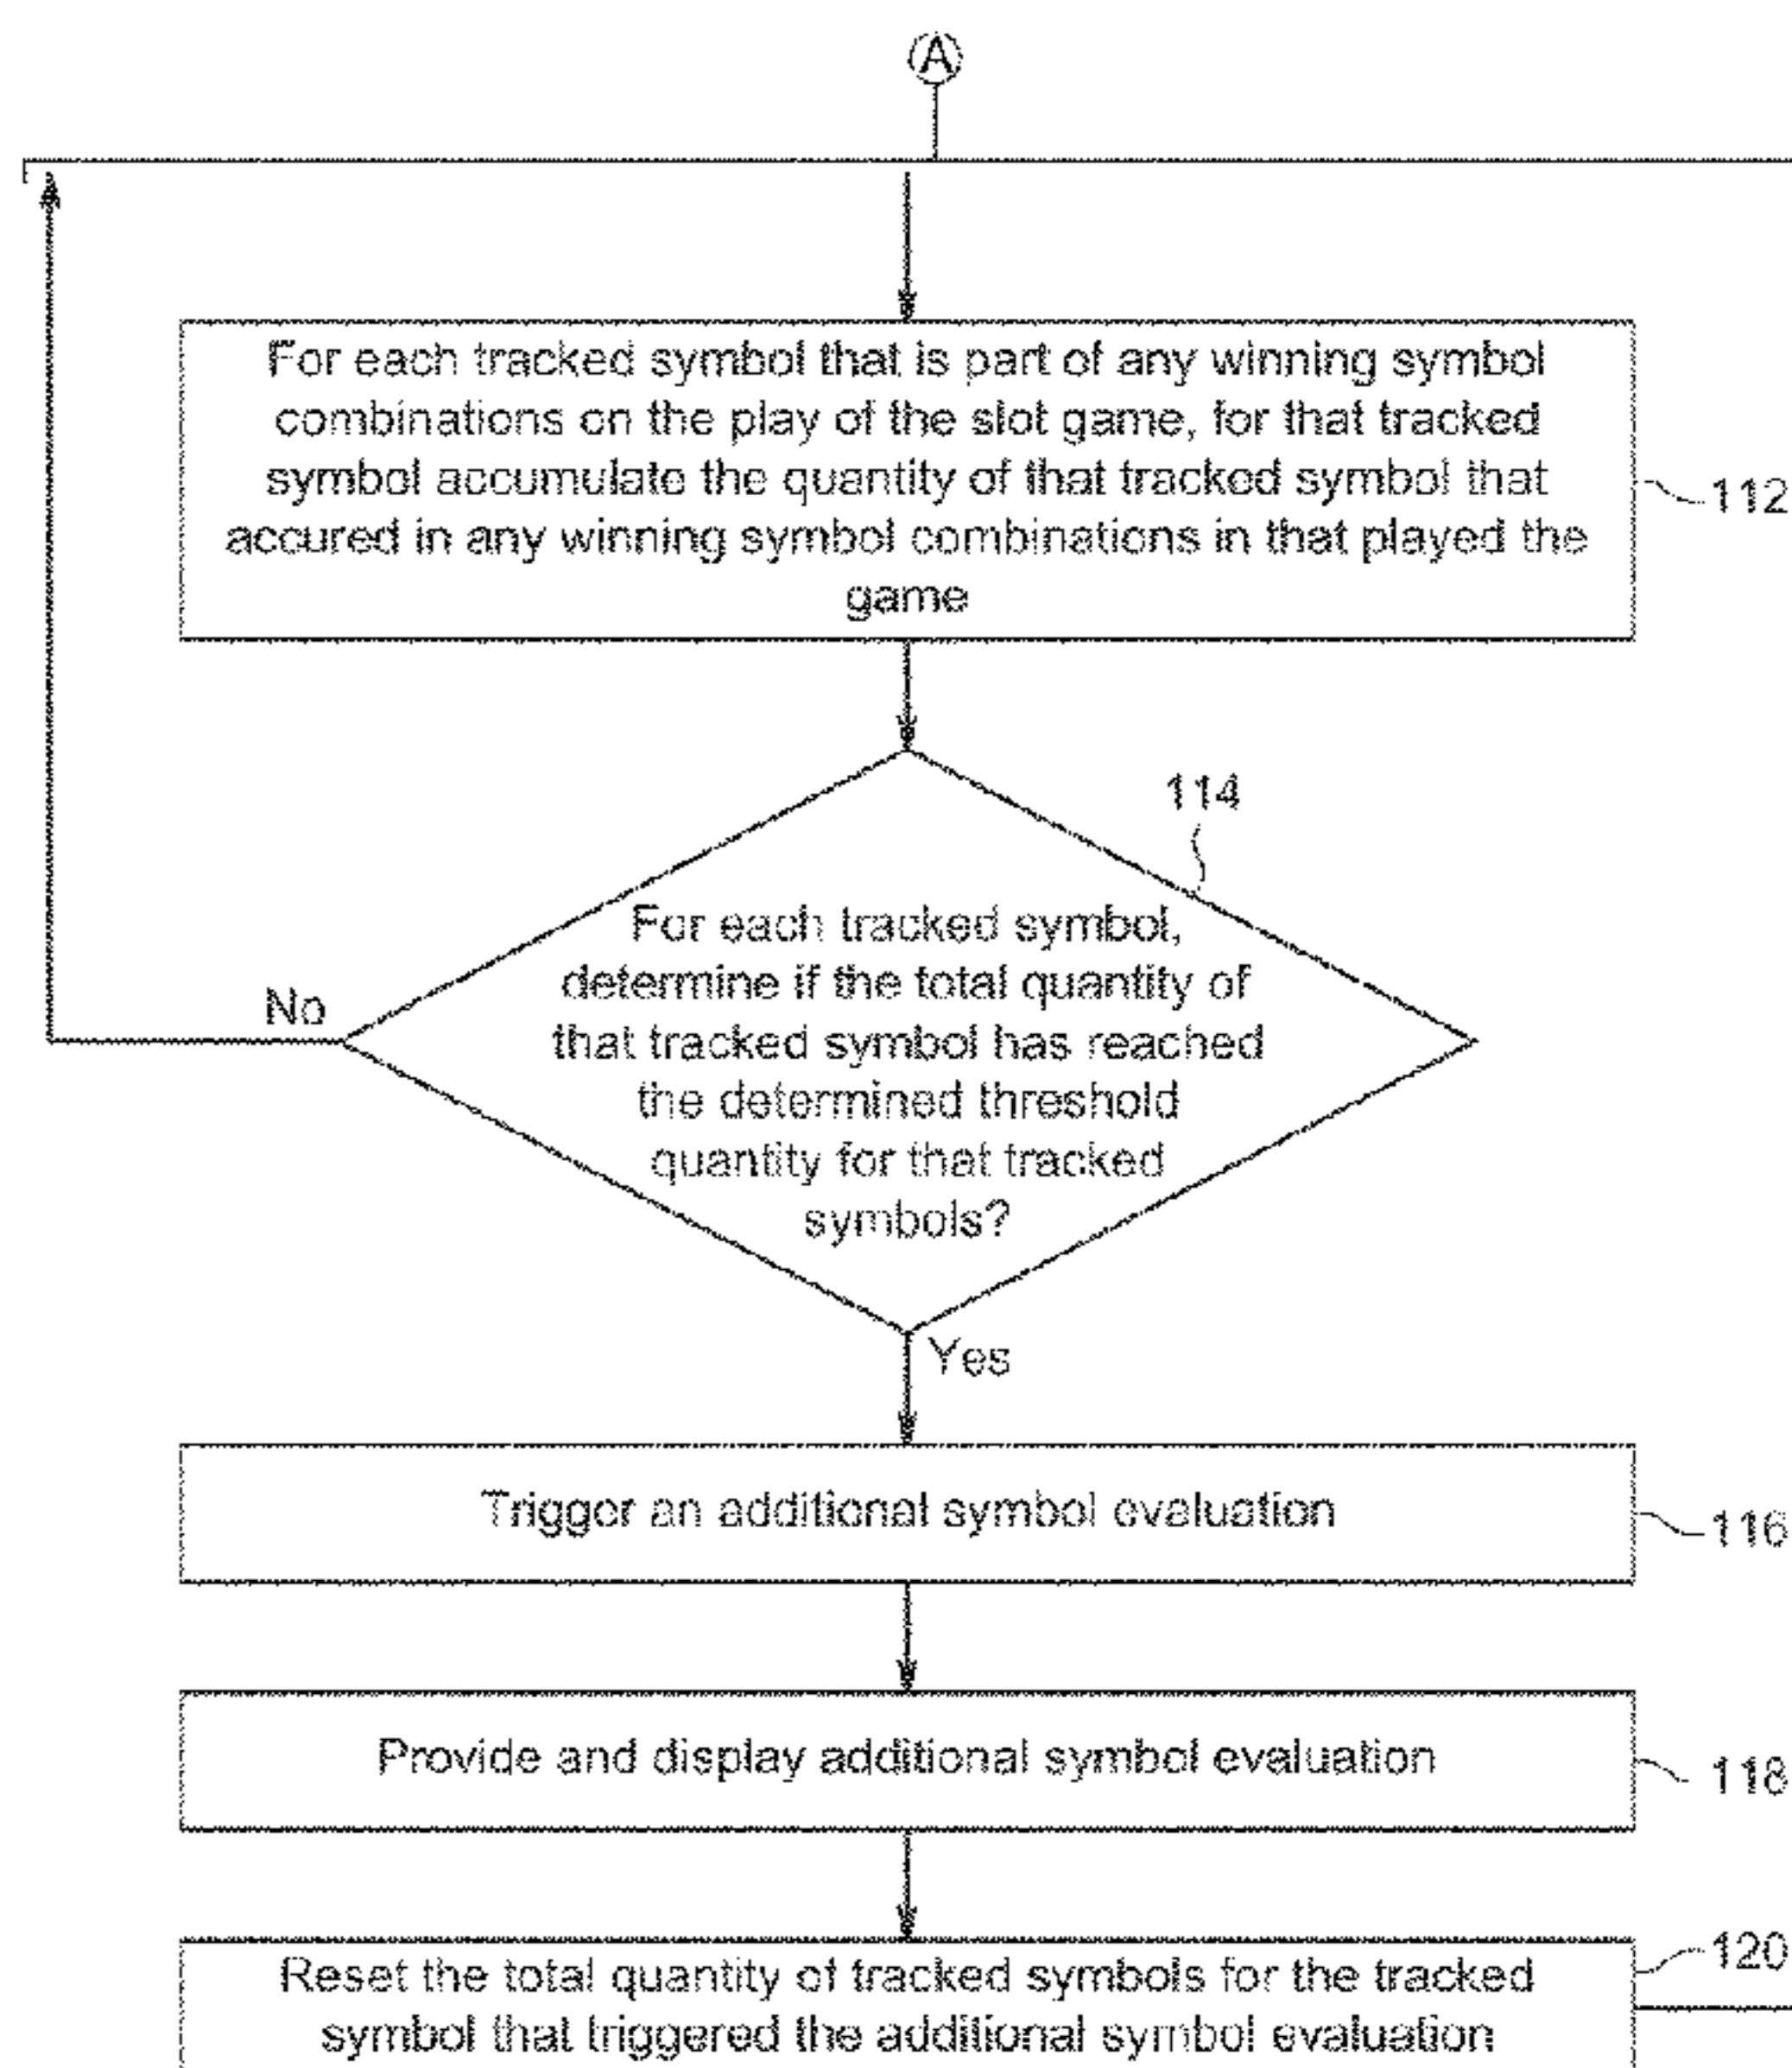 A
For each tracked symbol that is part of any winning symbol
combinations on the play of the slot game, for that tracked
symbol accumulate the quantity of that tracked symbol that
accured in any winning symbol combinations in that played the
game
112
114
For each tracked symbol,
determine if the total quantity of
that tracked symbol has reached
the determined threshold
quantity for that tracked
symbols?
No
Yes
Trigger an additional symbol evaluation
116
Provide and display additional symbol evaluation
118
Reset the total quantity of tracked symbols for the tracked
symbol that triggered the additional symbol evaluation
120